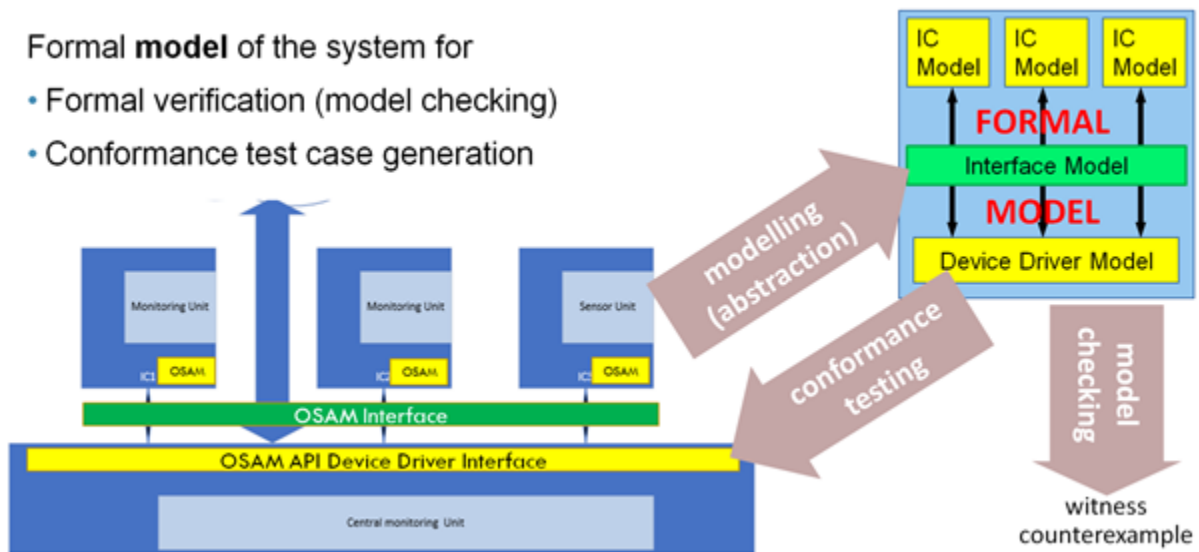 Formal model of the system for
• Formal verification (model checking)
• Conformance test case generation
IC Model
IC Model
IC Model
FORMAL
Interface Model
MODEL
Device Driver Model
modelling
(abstraction)
conformance
testing
model
checking
witness
counterexample
Monitoring Unit
Monitoring Unit
Sensor Unit
IC1
OSAM
OSAM
OSAM
OSAM Interface
OSAM API Device Driver Interface
Central monitoring Unit